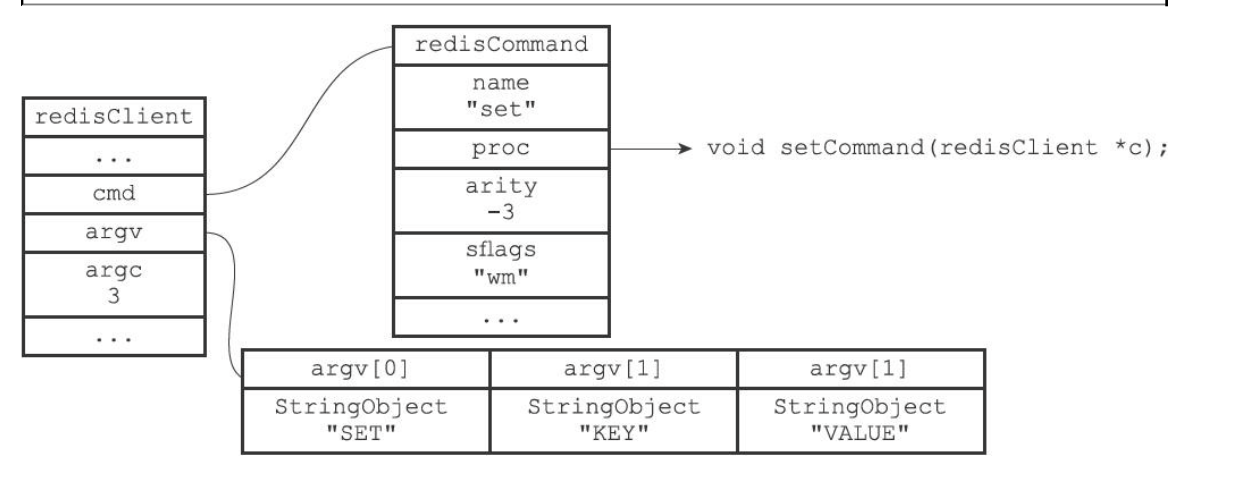 redisClient
...
cmd
argv
argc
3
...
redisCommand
name
"set"
proc
arity
-3
sflags
"wm"
...
void setCommand(redisClient *c);
argv[0]
argv[1]
argv[1]
StringObject
"SET"
StringObject
"KEY"
StringObject
"VALUE"